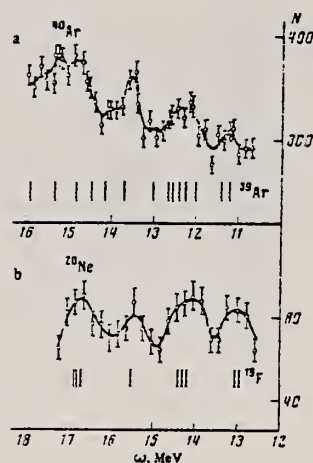 N
a
⁴⁰Ar
400
300
³⁹Ar
16 15 14 13 12 11
b
²⁰Ne
80
¹⁹F
40
18 17 16 15 14 13 12
ω, MeV